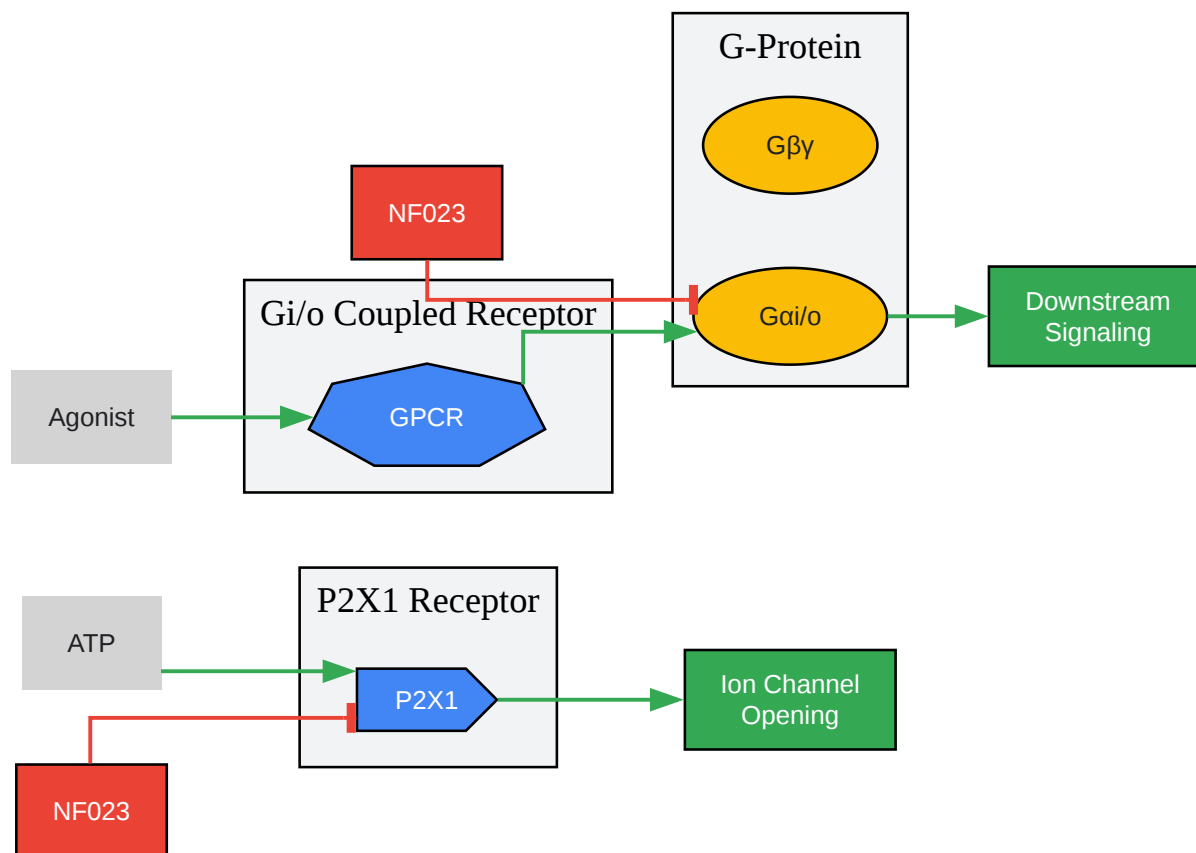 G-Protein
Gβγ
NF023
Gi/o Coupled Receptor
Gαi/o
Downstream
Signaling
Agonist
GPCR
P2X1 Receptor
ATP
P2X1
Ion Channel
Opening
NF023